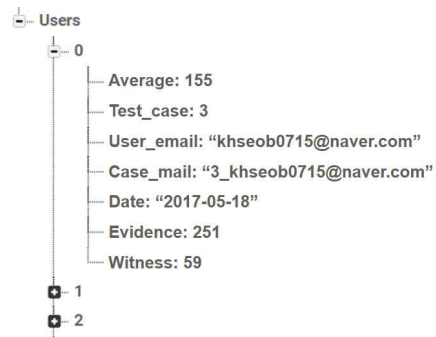 Users
0
Average: 155
Test_case: 3
User_email: “khseob0715@naver.com”
Case_mail: “3_khseob0715@naver.com”
Date: “2017-05-18”
Evidence: 251
Witness: 59
1
2